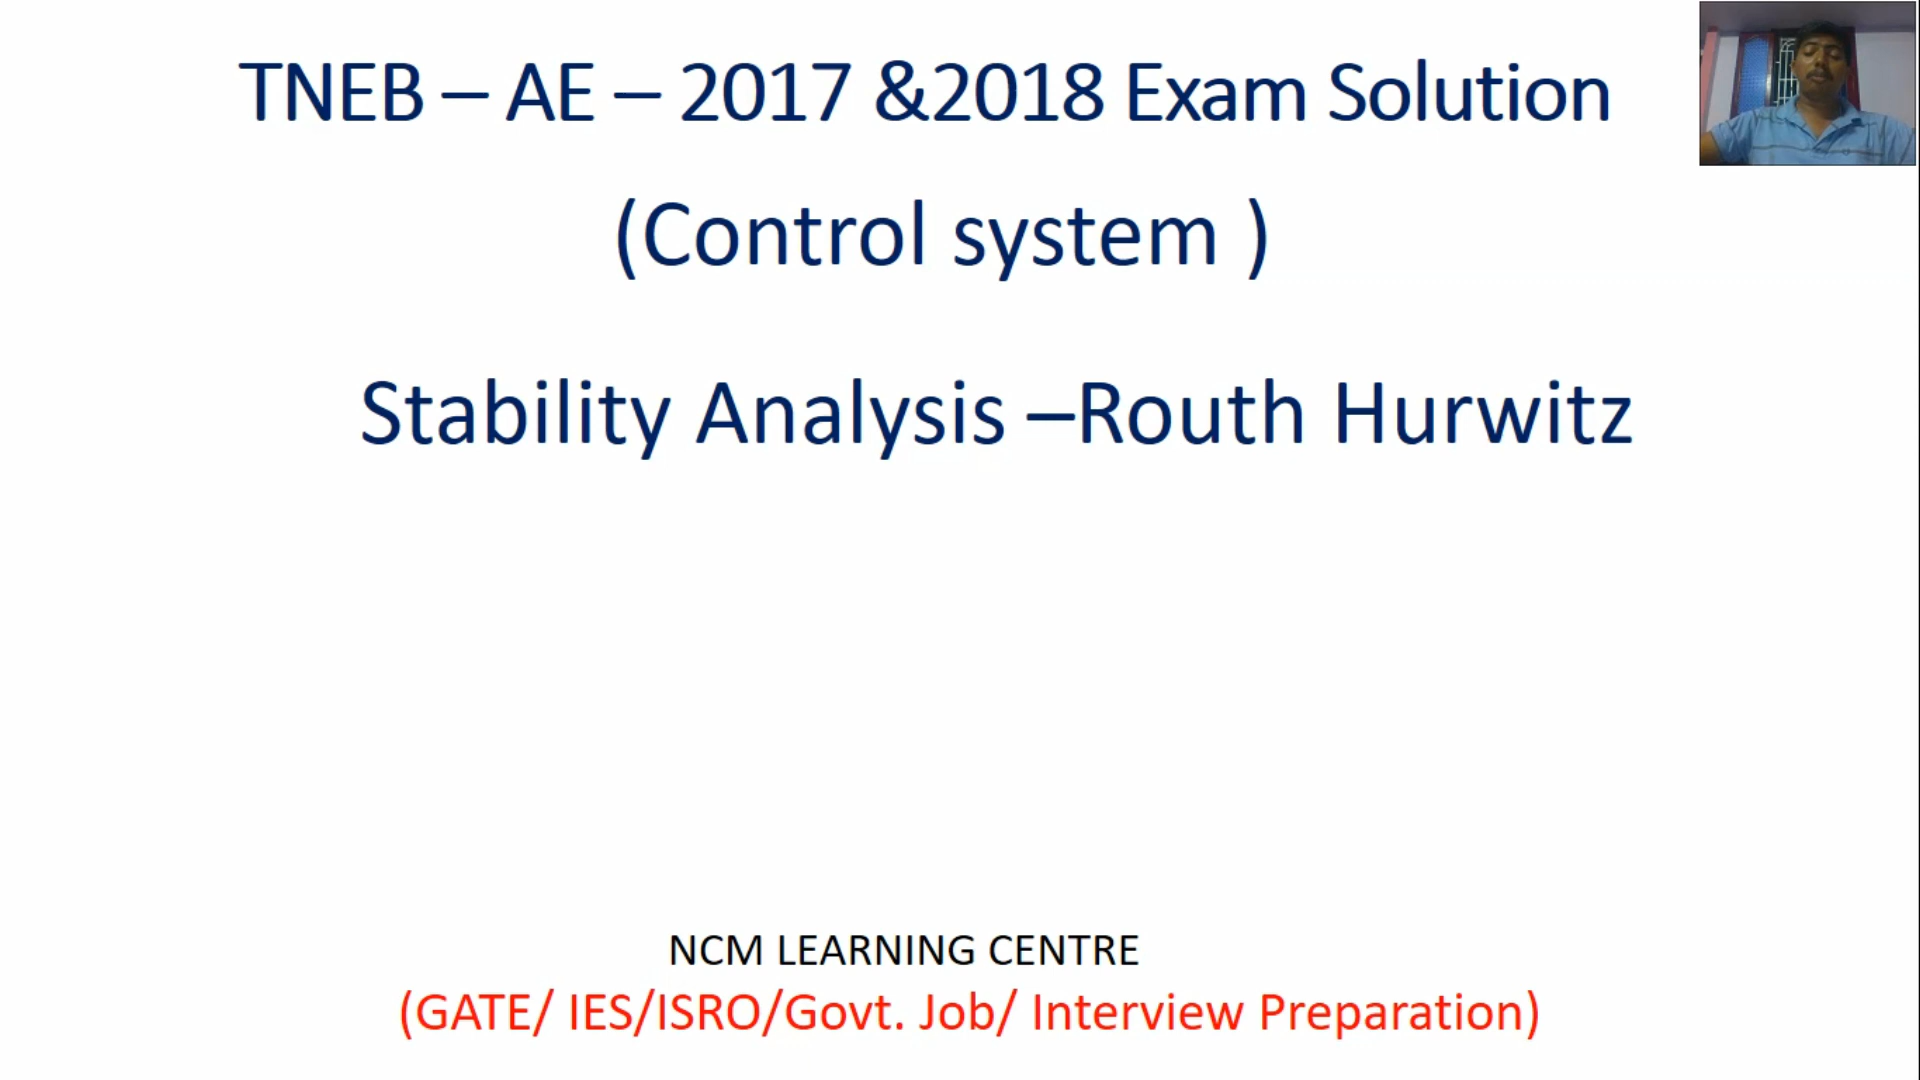 TNEB – AE – 2017 &2018 Exam Solution
(Control system )
Stability Analysis –Routh Hurwitz
NCM LEARNING CENTRE
(GATE/ IES/ISRO/Govt. Job/ Interview Preparation)